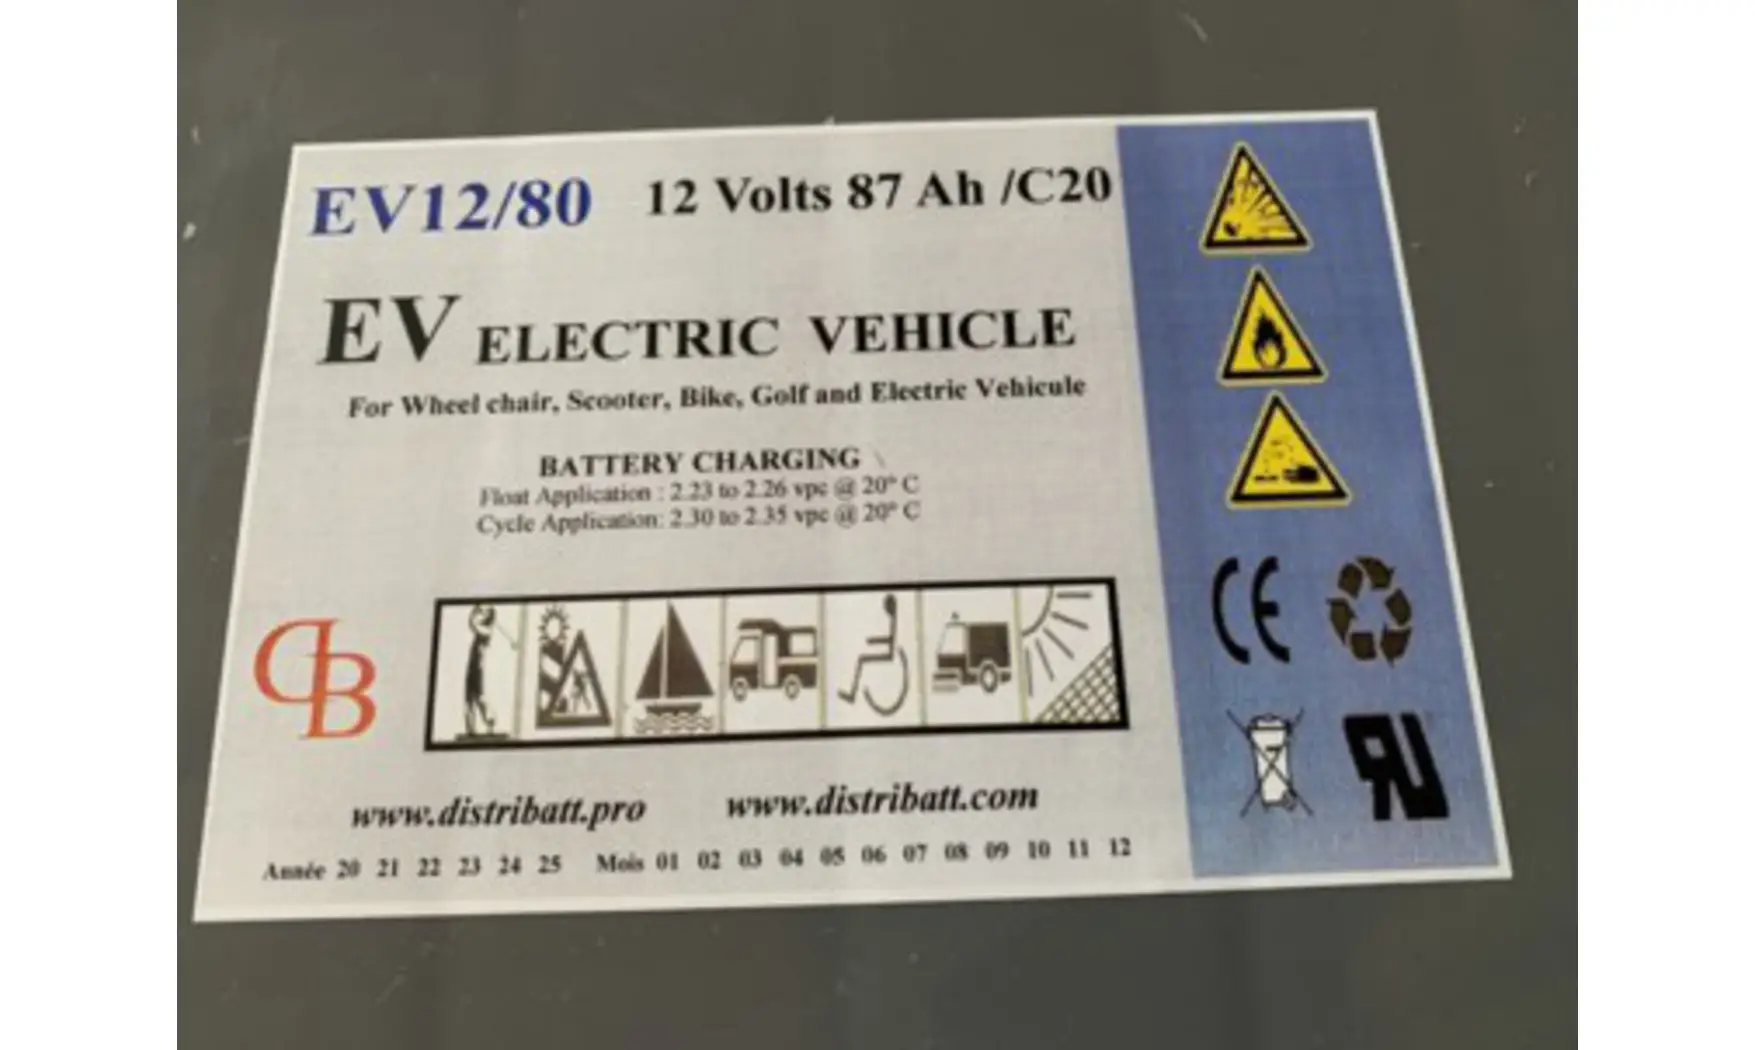 EV12/80 12 Volts 87 Ah /C20
EV ELECTRIC VEHICLE
For Wheel chair, Scooter, Bike, Golf and Electric Vehicule
BATTERY CHARGING
Float Application : 2.23 to 2.26 vpc @ 20° C
Cycle Application: 2.30 to 2.35 vpc @ 20° C
DB
www.distribatt.pro www.distribatt.com
Année 20 21 22 23 24 25 Mois 01 02 03 04 05 06 07 08 09 10 11 12
CE
RU